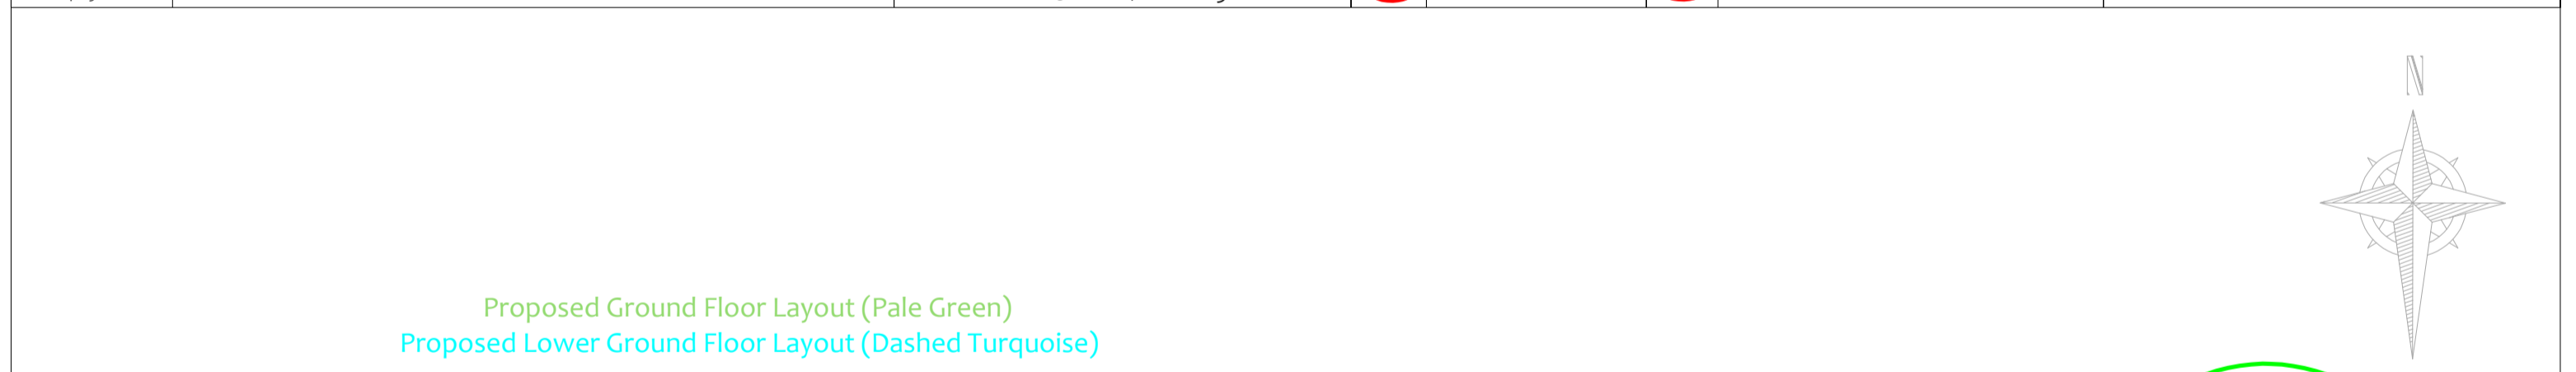 N
Proposed Ground Floor Layout (Pale Green)
Proposed Lower Ground Floor Layout (Dashed Turquoise)